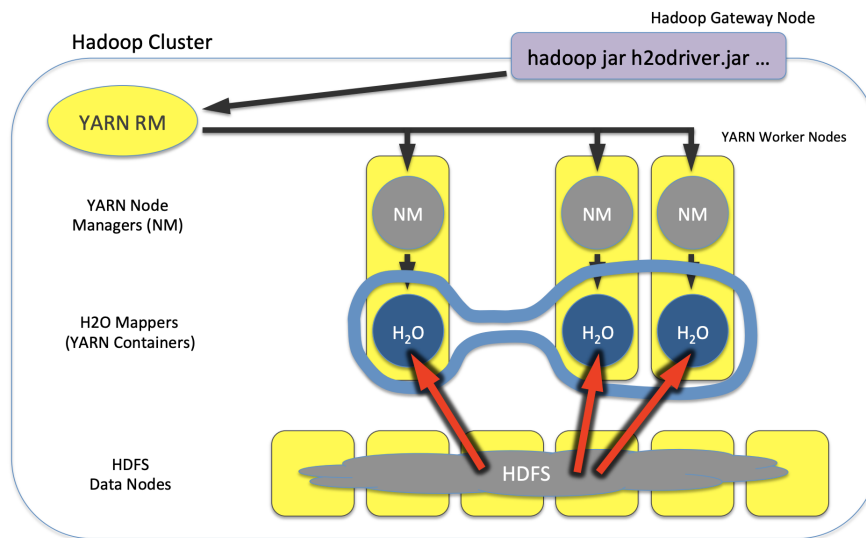 Hadoop Gateway Node
Hadoop Cluster
hadoop jar h2odriver.jar ...
YARN RM
YARN Worker Nodes
YARN Node
Managers (NM)
NM
NM
NM
H2O Mappers
(YARN Containers)
H₂O
H₂O
H₂O
HDFS
Data Nodes
HDFS